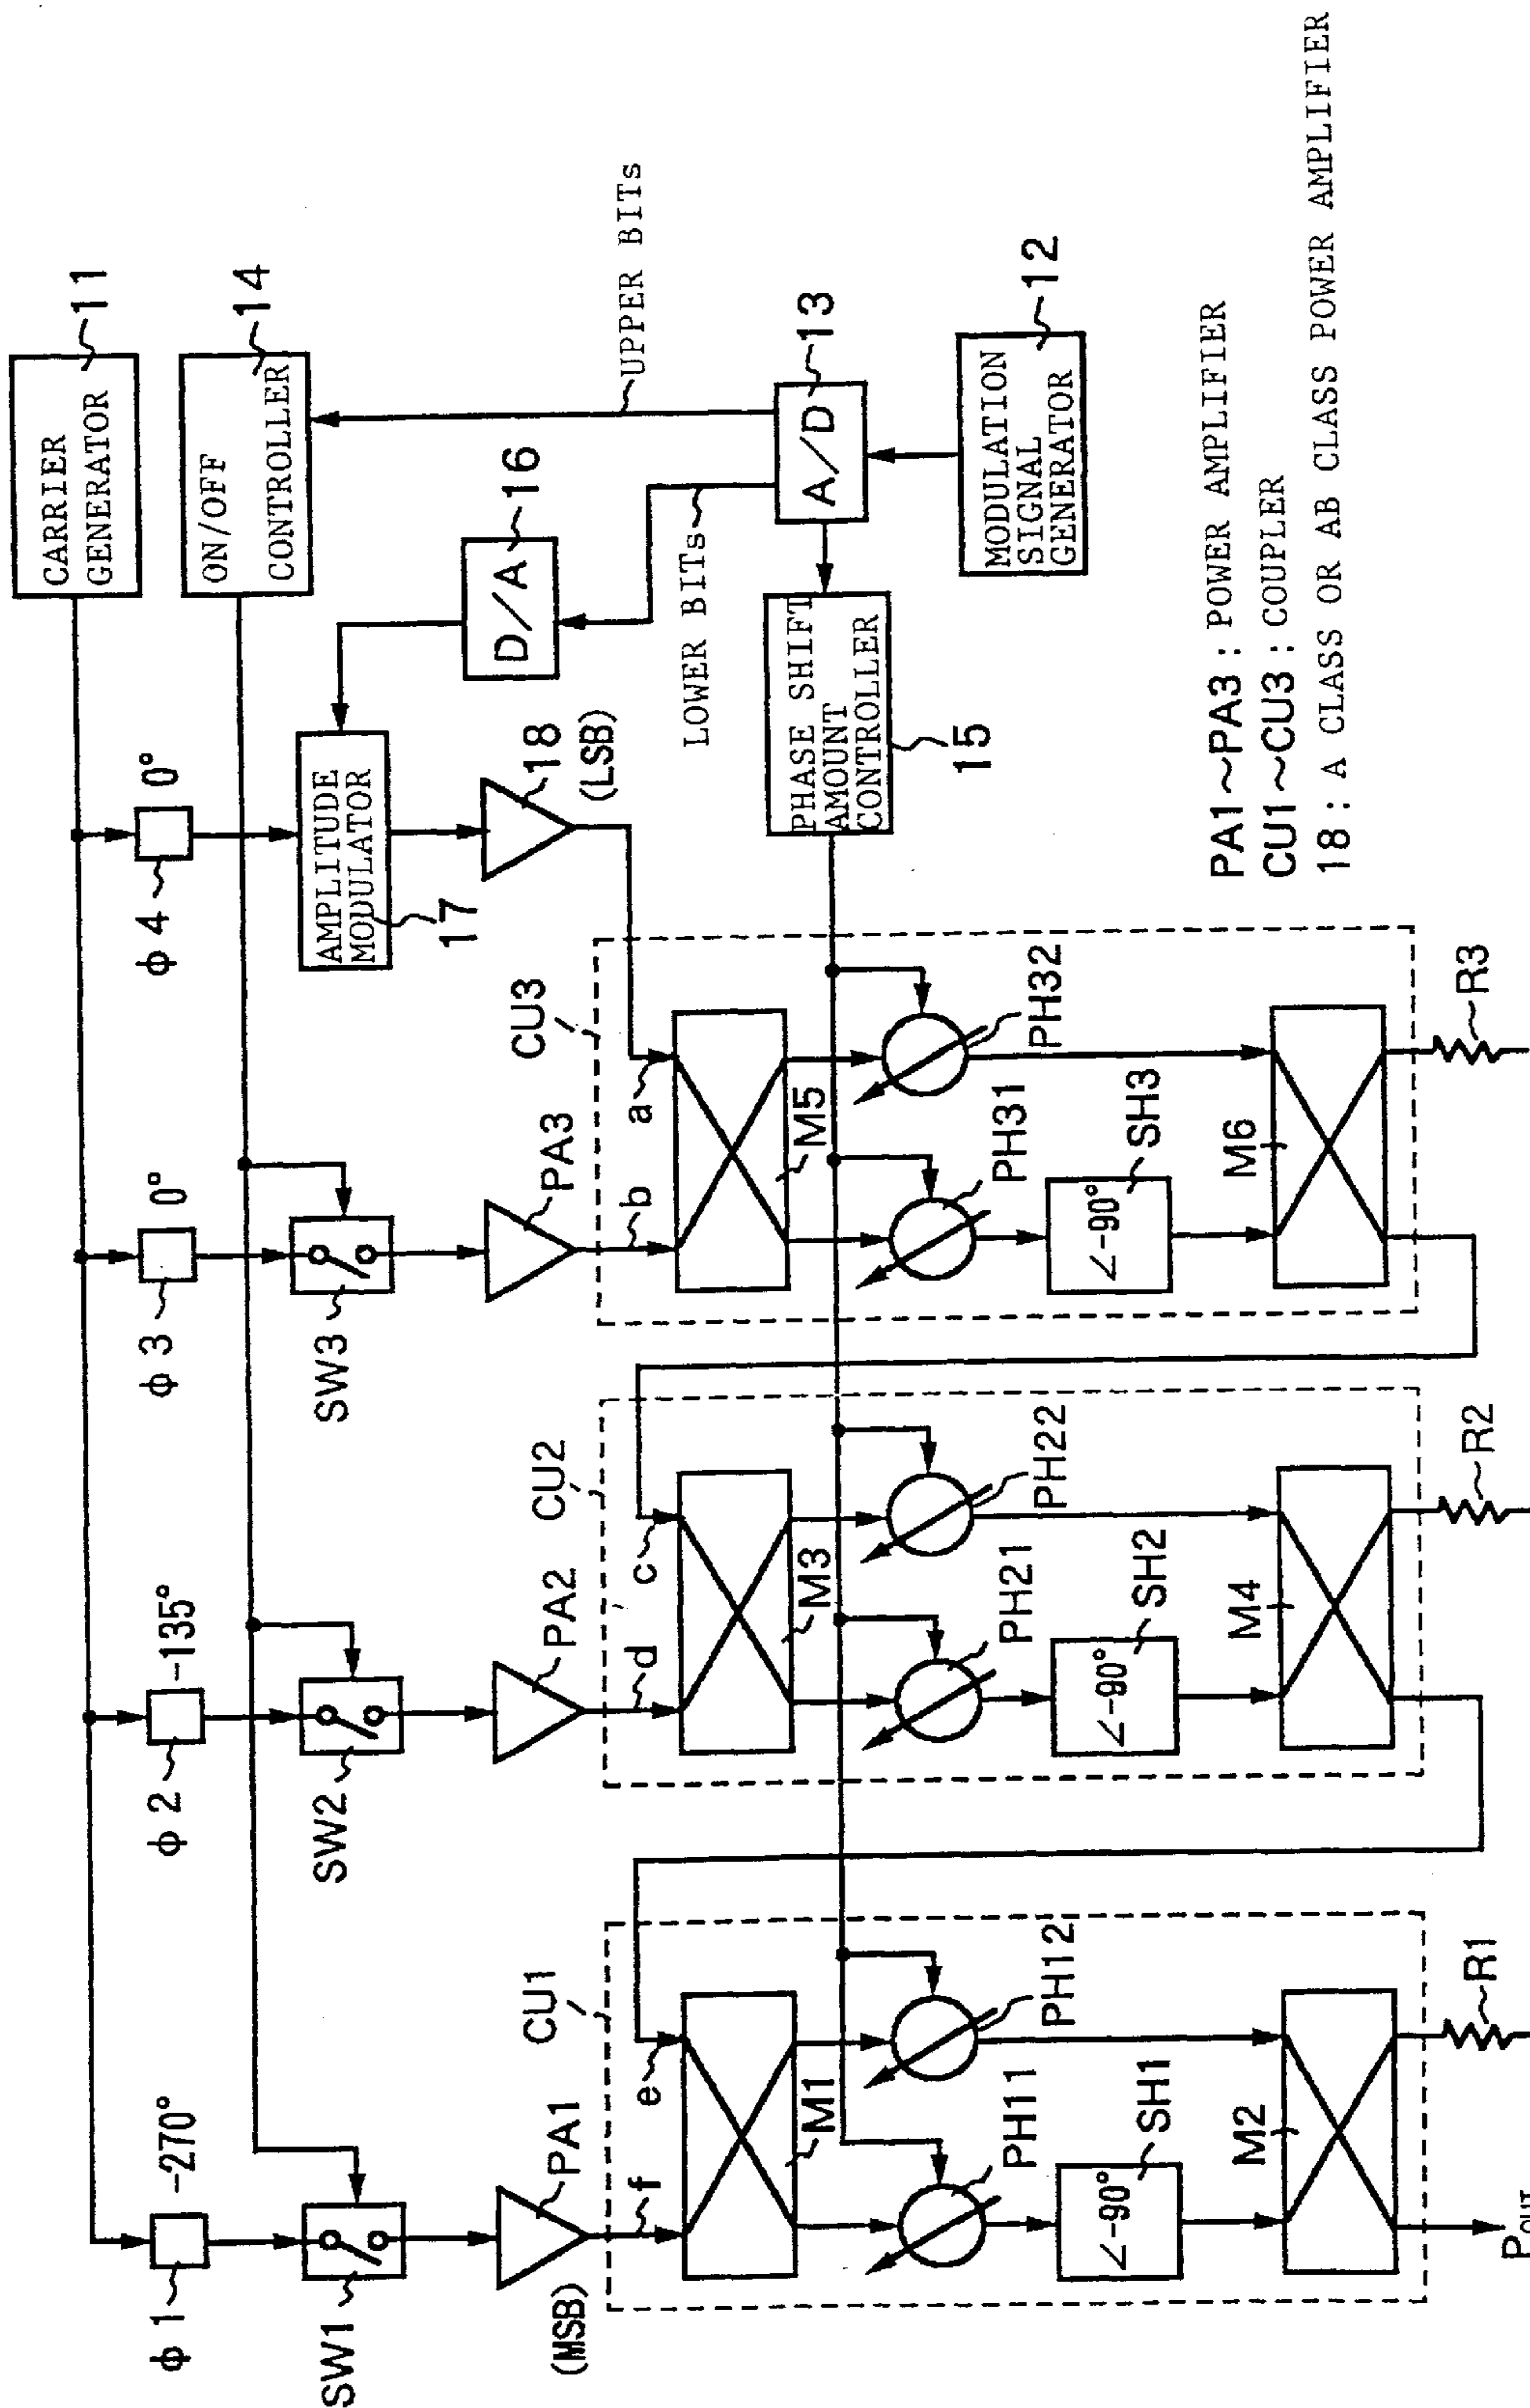 CARRIER
GENERATOR
11
ON/OFF
CONTROLLER
14
φ1
-270°
φ2
-135°
φ3
0°
φ4
0°
SW1
SW2
SW3
AMPLITUDE
MODULATOR
17
D/A
16
UPPER BITs
LOWER BITs
A/D
13
MODULATION
SIGNAL
GENERATOR
12
PHASE SHIFT
AMOUNT
CONTROLLER
15
(MSB)
PA1
PA2
PA3
18
(LSB)
CU1
CU2
CU3
f
e
d
c
b
a
M1
M3
M5
PH11
PH12
PH21
PH22
PH31
PH32
∠-90°
SH1
∠-90°
SH2
∠-90°
SH3
M2
M4
M6
POUT
R1
R2
R3
PA1~PA3 : POWER AMPLIFIER
CU1~CU3 : COUPLER
18 : A CLASS OR AB CLASS POWER AMPLIFIER